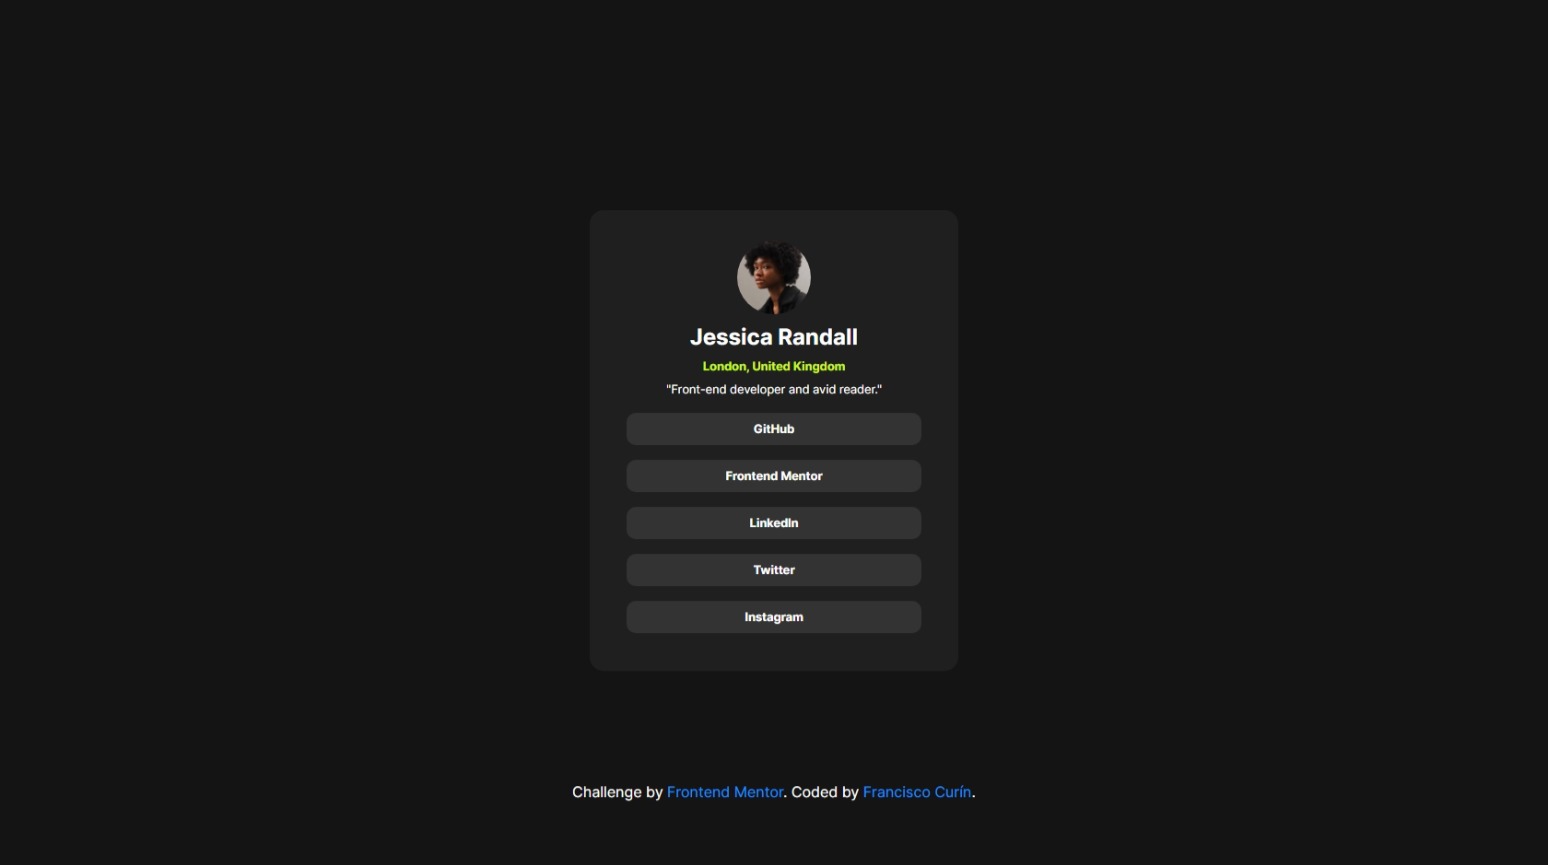 Jessica Randall
London, United Kingdom
"Front-end developer and avid reader."
GitHub
Frontend Mentor
LinkedIn
Twitter
Instagram
Challenge by Frontend Mentor. Coded by Francisco Curín.